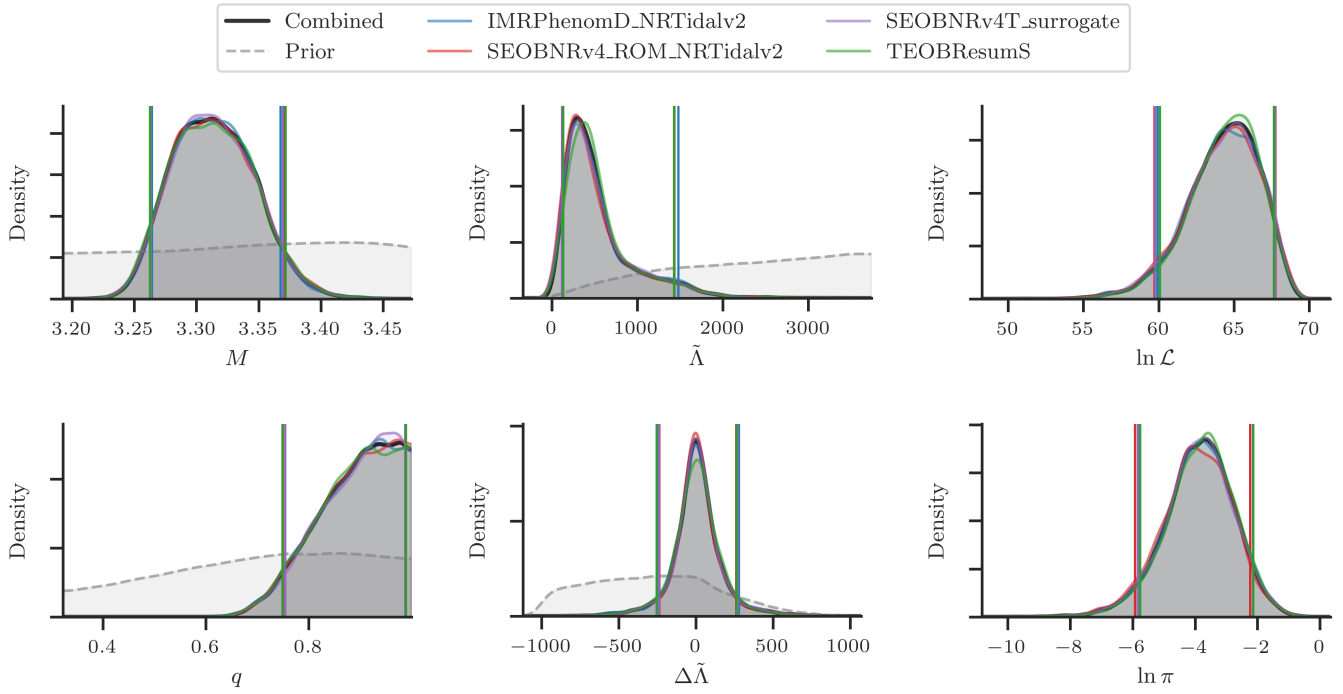 Combined IMRPhenomD_NRTidalv2 SEOBNRv4T_surrogate
Prior SEOBNRv4_ROM_NRTidalv2 TEOBResumS
Density
3.20 3.25 3.30 3.35 3.40 3.45
M
Density
0 1000 2000 3000
Λ̃
Density
50 55 60 65 70
ln ℒ
Density
0.4 0.6 0.8
q
Density
−1000 −500 0 500 1000
ΔΛ̃
Density
−10 −8 −6 −4 −2 0
ln π